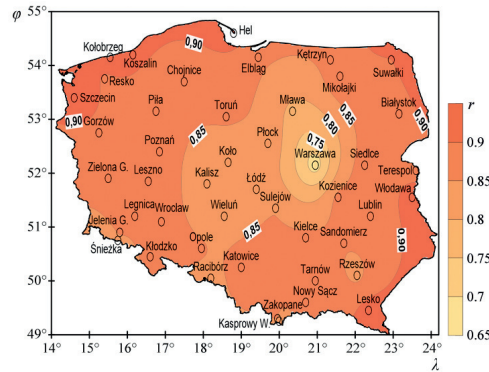 φ 55°
54°
53°
52°
51°
50°
49°
14° 15° 16° 17° 18° 19° 20° 21° 22° 23° 24°
λ
Hel
0,90
Kołobrzeg
Koszalin
Kętrzyn
Elbląg
Suwałki
Resko
Chojnice
Mikołajki
Szczecin
0,90
Piła
Toruń
Mława
0,85
0,80
Białystok
0,90
Gorzów
Płock
0,75
Poznań
0,85
Koło
Warszawa
Siedlce
Terespol
Zielona G.
Leszno
Kalisz
Łódź
Kozienice
Włodawa
Sulejów
Legnica
Wrocław
Wieluń
Lublin
Jelenia G.
Kielce
Sandomierz
Śnieżka
Kłodzko
Opole
0,85
0,90
Katowice
Racibórz
Tarnów
Rzeszów
Nowy Sącz
Lesko
Zakopane
Kasprowy W.
r
0.9
0.85
0.8
0.75
0.7
0.65